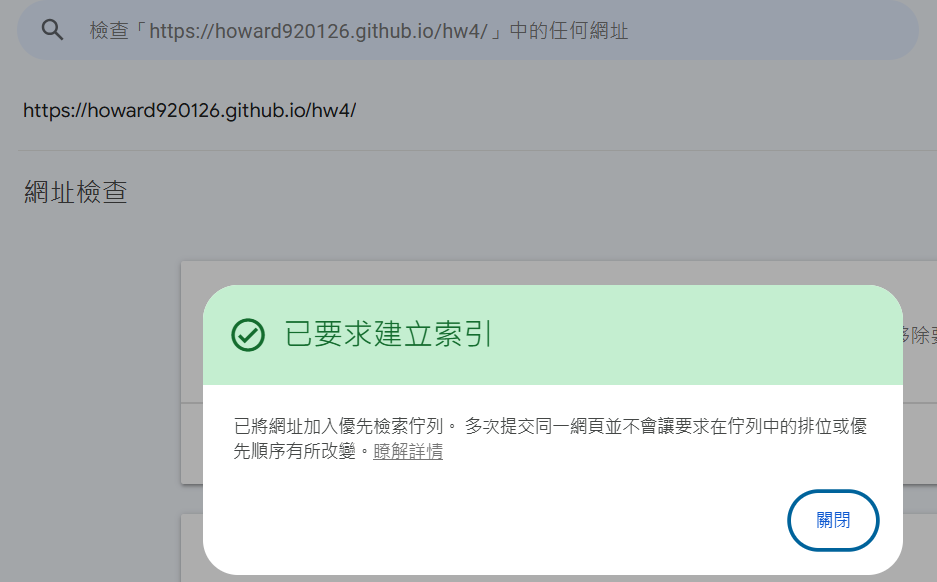 檢查「https://howard920126.github.io/hw4/」中的任何網址
https://howard920126.github.io/hw4/
網址檢查
已要求建立索引
移除要
已將網址加入優先檢索佇列。 多次提交同一網頁並不會讓要求在佇列中的排位或優
先順序有所改變。瞭解詳情
關閉